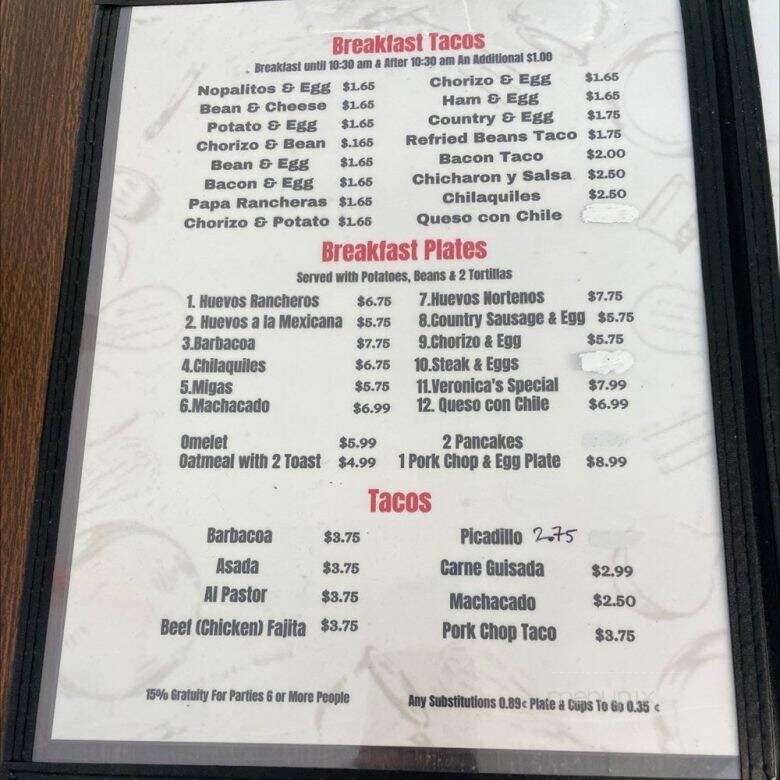 Breakfast Tacos
Breakfast until 10:30 am & After 10:30 am An Additional $1.00
Nopalitos & Egg $1.65
Bean & Cheese $1.65
Potato & Egg $1.65
Chorizo & Bean $.165
Bean & Egg $1.65
Bacon & Egg $1.65
Papa Rancheras $1.65
Chorizo & Potato $1.65
Chorizo & Egg $1.65
Ham & Egg $1.65
Country & Egg $1.75
Refried Beans Taco $1.75
Bacon Taco $2.00
Chicharon y Salsa $2.50
Chilaquiles $2.50
Queso con Chile
Breakfast Plates
Served with Potatoes, Beans & 2 Tortillas
1. Huevos Rancheros $6.75
2. Huevos a la Mexicana $5.75
3.Barbacoa $7.75
4.Chilaquiles $6.75
5.Migas $5.75
6.Machacado $6.99
7.Huevos Nortenos $7.75
8.Country Sausage & Egg $5.75
9.Chorizo & Egg $5.75
10.Steak & Eggs
11.Veronica's Special $7.99
12. Queso con Chile $6.99
Omelet $5.99
Oatmeal with 2 Toast $4.99
2 Pancakes
1 Pork Chop & Egg Plate $8.99
Tacos
Barbacoa $3.75
Asada $3.75
Al Pastor $3.75
Beef (Chicken) Fajita $3.75
Picadillo 2.75
Carne Guisada $2.99
Machacado $2.50
Pork Chop Taco $3.75
15% Gratuity For Parties 6 or More People
Any Substitutions 0.89¢ Plate & Cups To Go 0.35 ¢